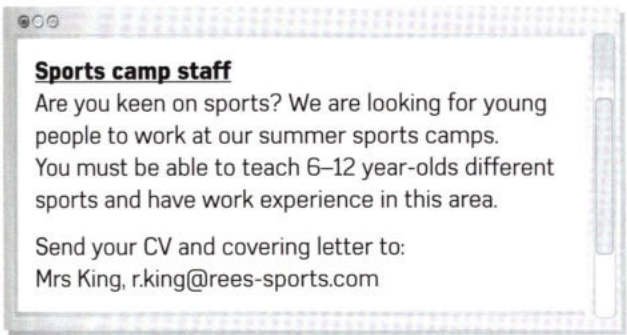 Sports camp staff
Are you keen on sports? We are looking for young
people to work at our summer sports camps.
You must be able to teach 6–12 year-olds different
sports and have work experience in this area.
Send your CV and covering letter to:
Mrs King, r.king@rees-sports.com